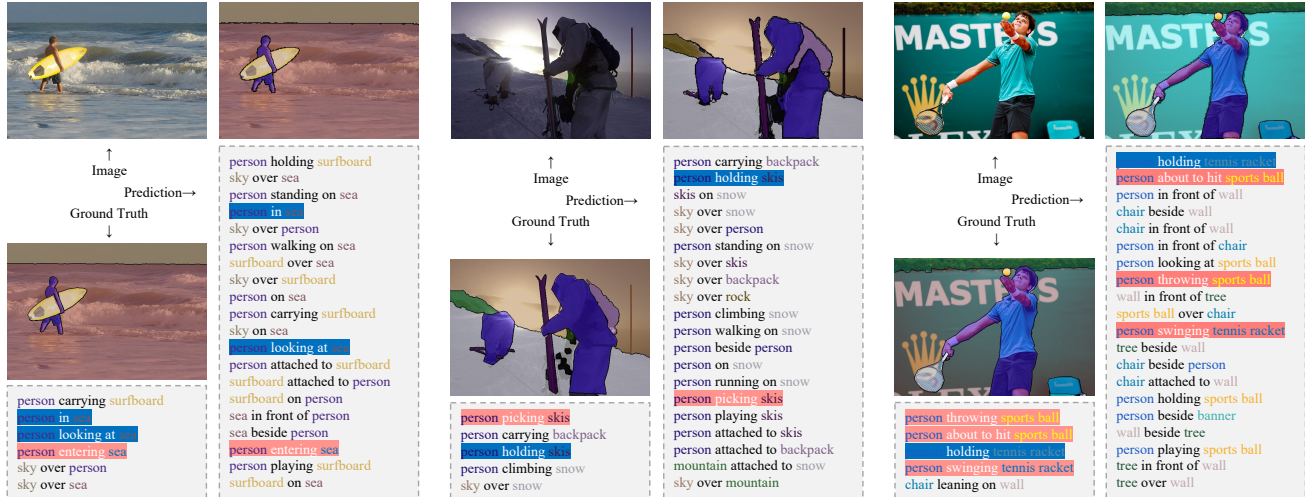 ↑
Image
Prediction→
Ground Truth
↓
person carrying surfboard
person in sea
person looking at sea
person entering sea
sky over person
sky over sea
person holding surfboard
sky over sea
person standing on sea
person in sea
sky over person
person walking on sea
surfboard over sea
sky over surfboard
person on sea
person carrying surfboard
sky on sea
person looking at sea
person attached to surfboard
surfboard attached to person
surfboard on person
sea in front of person
sea beside person
person entering sea
person playing surfboard
surfboard on sea
↑
Image
Prediction→
Ground Truth
↓
person picking skis
person carrying backpack
person holding skis
person climbing snow
sky over snow
person carrying backpack
person holding skis
skis on snow
sky over snow
sky over person
person standing on snow
sky over skis
sky over backpack
sky over rock
person climbing snow
person walking on snow
person beside person
person on snow
person running on snow
person picking skis
person playing skis
person attached to skis
person attached to backpack
mountain attached to snow
sky over mountain
MASTERS
↑
Image
Prediction→
Ground Truth
↓
MASTERS
person throwing sports ball
person about to hit sports ball
holding tennis racket
person swinging tennis racket
chair leaning on wall
MASTERS
holding tennis racket
person about to hit sports ball
person in front of wall
chair beside wall
chair in front of wall
person in front of chair
person looking at sports ball
person throwing sports ball
wall in front of tree
sports ball over chair
person swinging tennis racket
tree beside wall
chair beside person
chair attached to wall
person holding sports ball
person beside banner
wall beside tree
person playing sports ball
tree in front of wall
tree over wall